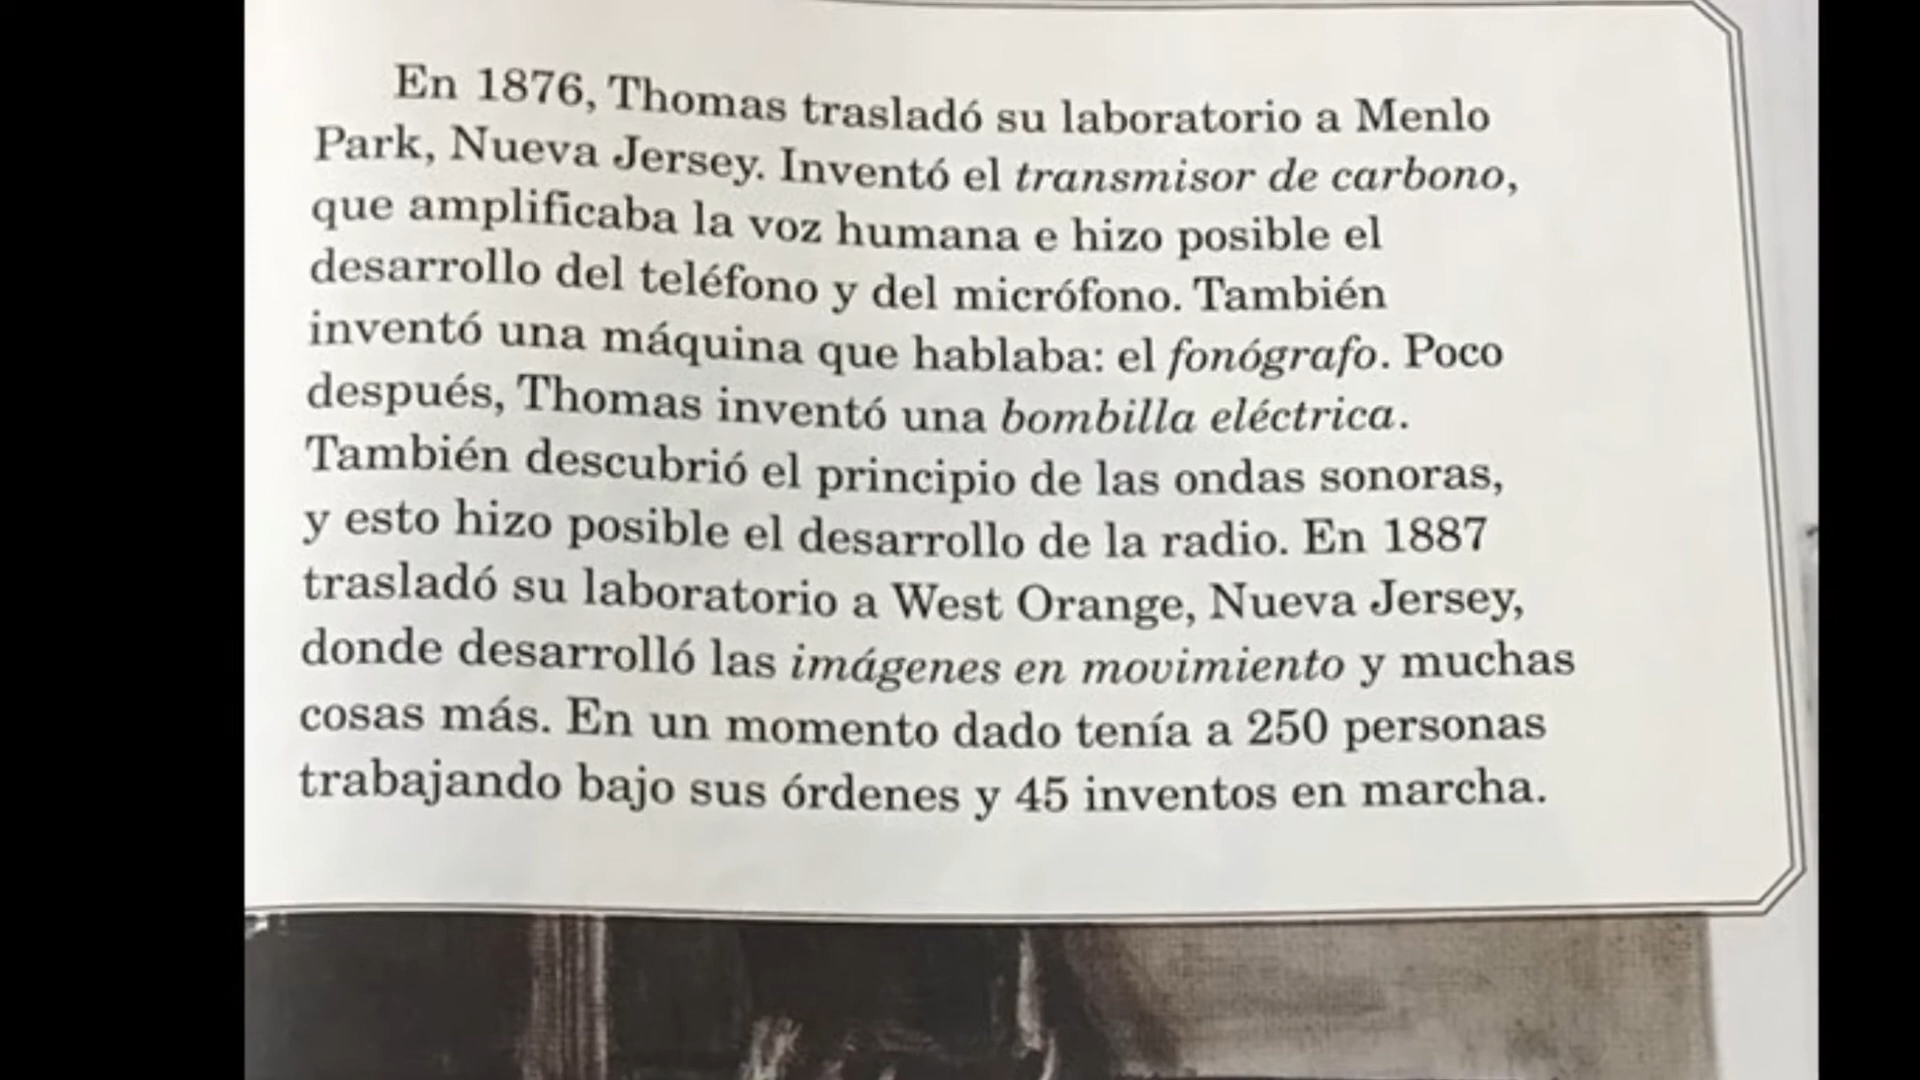 En 1876, Thomas trasladó su laboratorio a Menlo
Park, Nueva Jersey. Inventó el transmisor de carbono,
que amplificaba la voz humana e hizo posible el
desarrollo del teléfono y del micrófono. También
inventó una máquina que hablaba: el fonógrafo. Poco
después, Thomas inventó una bombilla eléctrica.
También descubrió el principio de las ondas sonoras,
y esto hizo posible el desarrollo de la radio. En 1887
trasladó su laboratorio a West Orange, Nueva Jersey,
donde desarrolló las imágenes en movimiento y muchas
cosas más. En un momento dado tenía a 250 personas
trabajando bajo sus órdenes y 45 inventos en marcha.